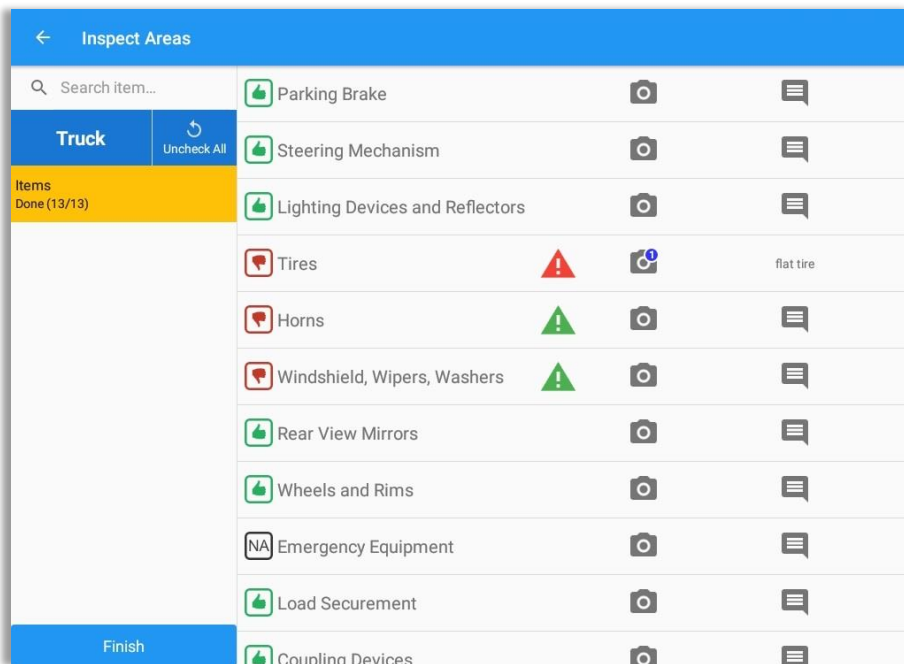 Inspect Areas
Search item...
Truck
Uncheck All
Items
Done (13/13)
Parking Brake
Steering Mechanism
Lighting Devices and Reflectors
Tires
1
flat tire
Horns
Windshield, Wipers, Washers
Rear View Mirrors
Wheels and Rims
NA
Emergency Equipment
Load Securement
Coupling Devices
Finish